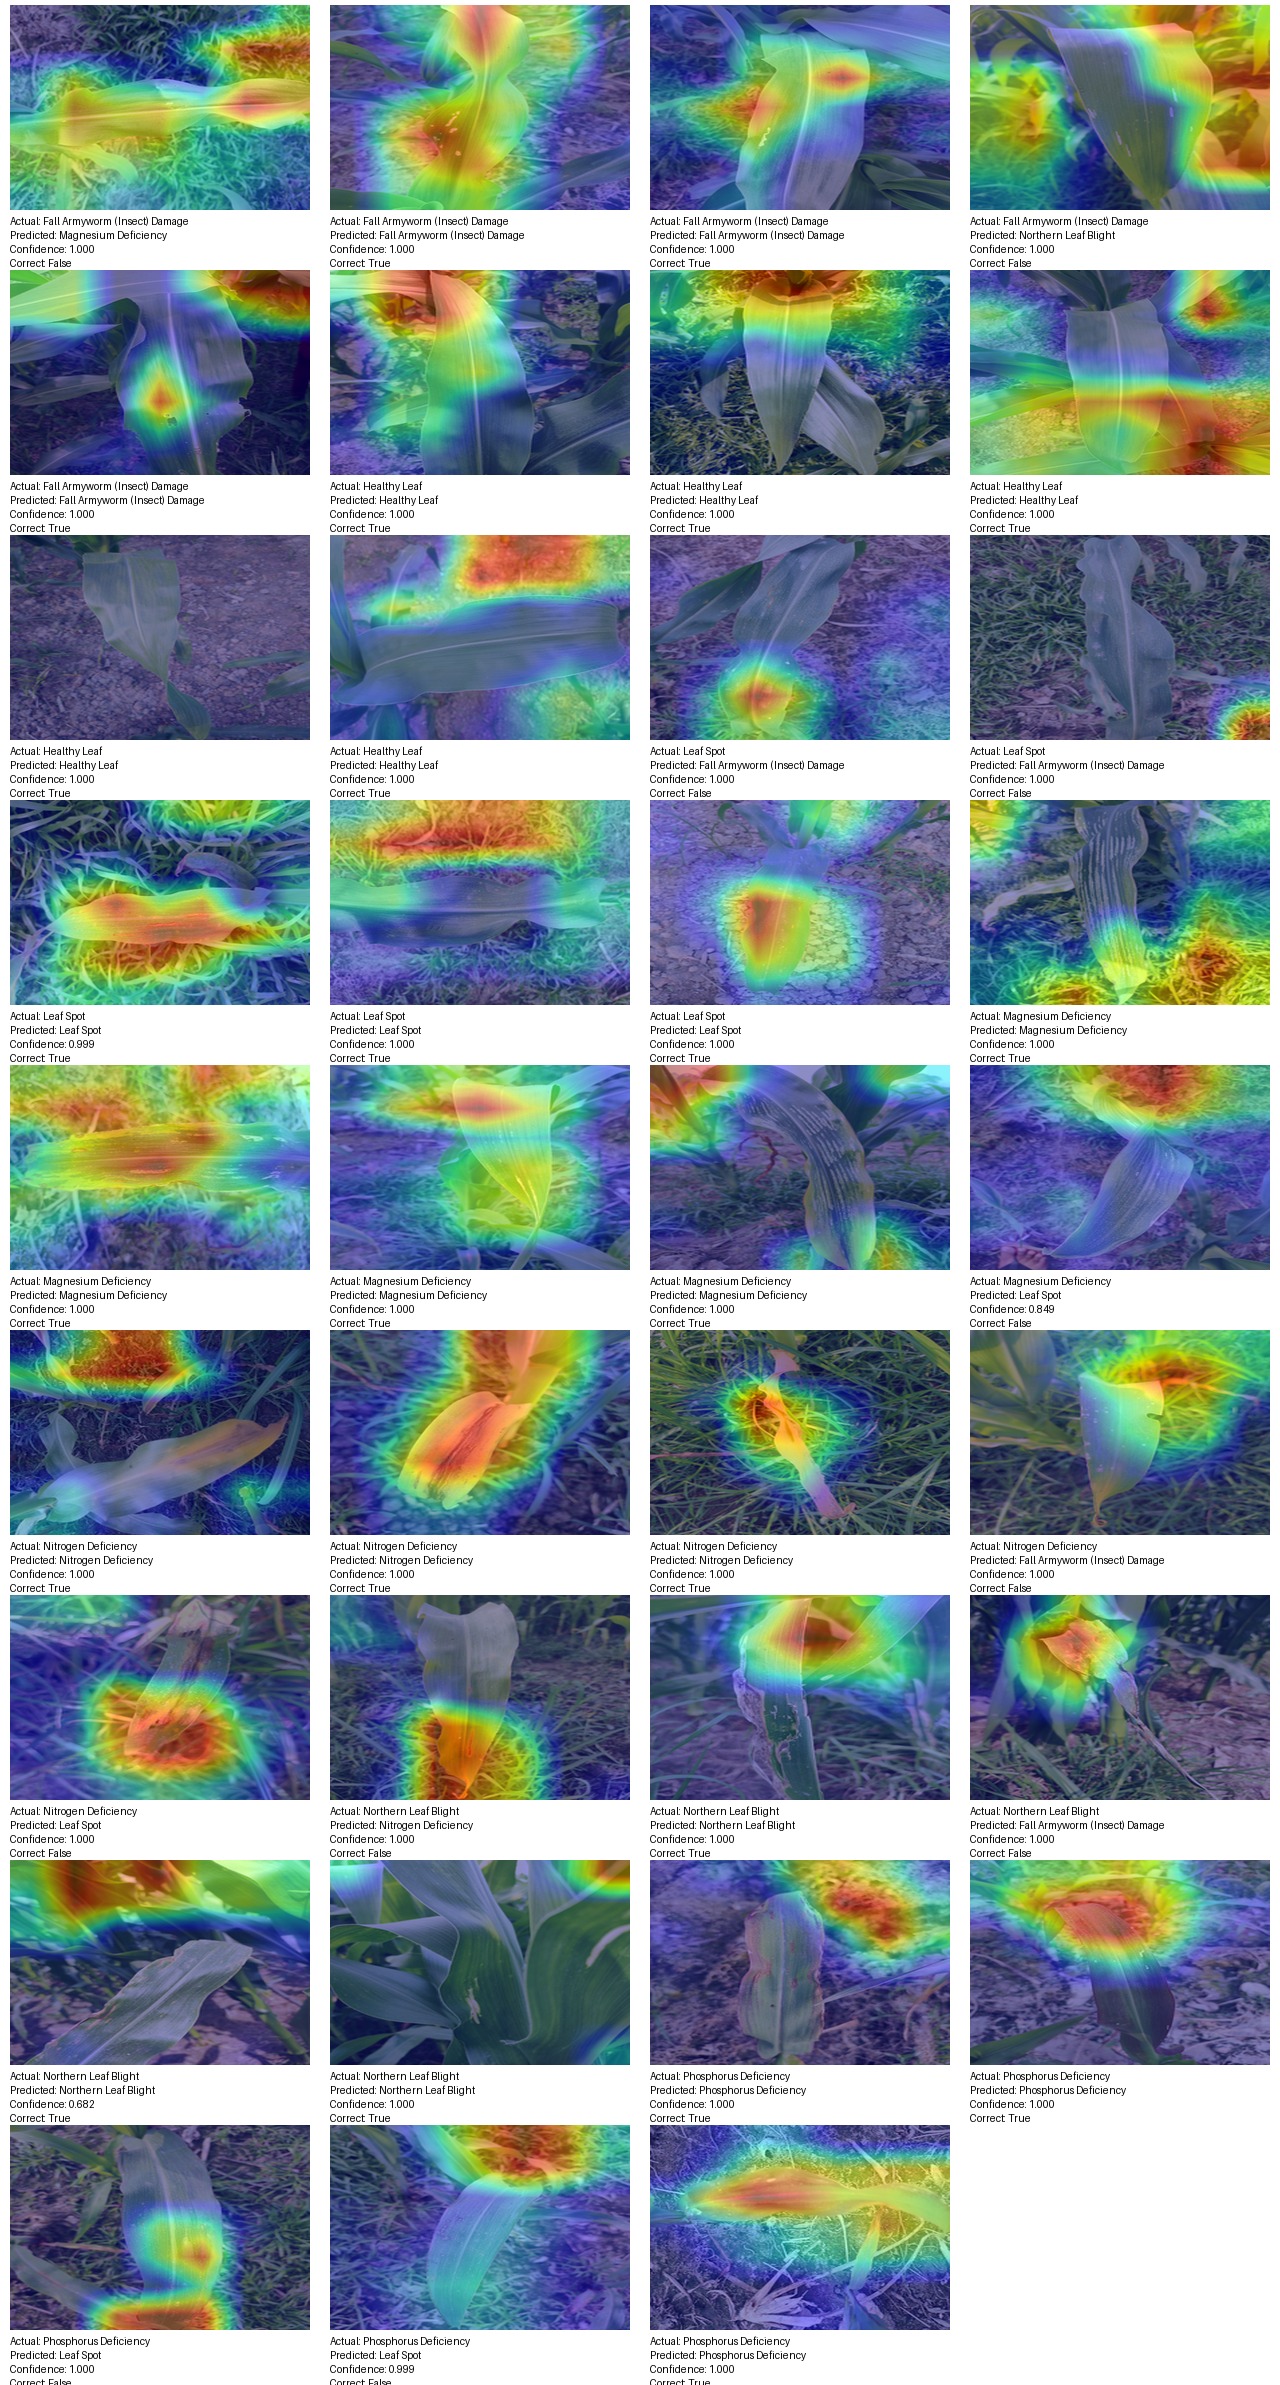 Actual: Fall Armyworm (Insect) Damage
Predicted: Magnesium Deficiency
Confidence: 1.000
Correct: False
Actual: Fall Armyworm (Insect) Damage
Predicted: Fall Armyworm (Insect) Damage
Confidence: 1.000
Correct: True
Actual: Fall Armyworm (Insect) Damage
Predicted: Fall Armyworm (Insect) Damage
Confidence: 1.000
Correct: True
Actual: Fall Armyworm (Insect) Damage
Predicted: Northern Leaf Blight
Confidence: 1.000
Correct: False
Actual: Fall Armyworm (Insect) Damage
Predicted: Fall Armyworm (Insect) Damage
Confidence: 1.000
Correct: True
Actual: Healthy Leaf
Predicted: Healthy Leaf
Confidence: 1.000
Correct: True
Actual: Healthy Leaf
Predicted: Healthy Leaf
Confidence: 1.000
Correct: True
Actual: Healthy Leaf
Predicted: Healthy Leaf
Confidence: 1.000
Correct: True
Actual: Healthy Leaf
Predicted: Healthy Leaf
Confidence: 1.000
Correct: True
Actual: Healthy Leaf
Predicted: Healthy Leaf
Confidence: 1.000
Correct: True
Actual: Leaf Spot
Predicted: Fall Armyworm (Insect) Damage
Confidence: 1.000
Correct: False
Actual: Leaf Spot
Predicted: Fall Armyworm (Insect) Damage
Confidence: 1.000
Correct: False
Actual: Leaf Spot
Predicted: Leaf Spot
Confidence: 0.999
Correct: True
Actual: Leaf Spot
Predicted: Leaf Spot
Confidence: 1.000
Correct: True
Actual: Leaf Spot
Predicted: Leaf Spot
Confidence: 1.000
Correct: True
Actual: Magnesium Deficiency
Predicted: Magnesium Deficiency
Confidence: 1.000
Correct: True
Actual: Magnesium Deficiency
Predicted: Magnesium Deficiency
Confidence: 1.000
Correct: True
Actual: Magnesium Deficiency
Predicted: Magnesium Deficiency
Confidence: 1.000
Correct: True
Actual: Magnesium Deficiency
Predicted: Magnesium Deficiency
Confidence: 1.000
Correct: True
Actual: Magnesium Deficiency
Predicted: Leaf Spot
Confidence: 0.849
Correct: False
Actual: Nitrogen Deficiency
Predicted: Nitrogen Deficiency
Confidence: 1.000
Correct: True
Actual: Nitrogen Deficiency
Predicted: Nitrogen Deficiency
Confidence: 1.000
Correct: True
Actual: Nitrogen Deficiency
Predicted: Nitrogen Deficiency
Confidence: 1.000
Correct: True
Actual: Nitrogen Deficiency
Predicted: Fall Armyworm (Insect) Damage
Confidence: 1.000
Correct: False
Actual: Nitrogen Deficiency
Predicted: Leaf Spot
Confidence: 1.000
Correct: False
Actual: Northern Leaf Blight
Predicted: Nitrogen Deficiency
Confidence: 1.000
Correct: False
Actual: Northern Leaf Blight
Predicted: Northern Leaf Blight
Confidence: 1.000
Correct: True
Actual: Northern Leaf Blight
Predicted: Fall Armyworm (Insect) Damage
Confidence: 1.000
Correct: False
Actual: Northern Leaf Blight
Predicted: Northern Leaf Blight
Confidence: 0.682
Correct: True
Actual: Northern Leaf Blight
Predicted: Northern Leaf Blight
Confidence: 1.000
Correct: True
Actual: Phosphorus Deficiency
Predicted: Phosphorus Deficiency
Confidence: 1.000
Correct: True
Actual: Phosphorus Deficiency
Predicted: Phosphorus Deficiency
Confidence: 1.000
Correct: True
Actual: Phosphorus Deficiency
Predicted: Leaf Spot
Confidence: 1.000
Correct: False
Actual: Phosphorus Deficiency
Predicted: Leaf Spot
Confidence: 0.999
Correct: False
Actual: Phosphorus Deficiency
Predicted: Phosphorus Deficiency
Confidence: 1.000
Correct: True